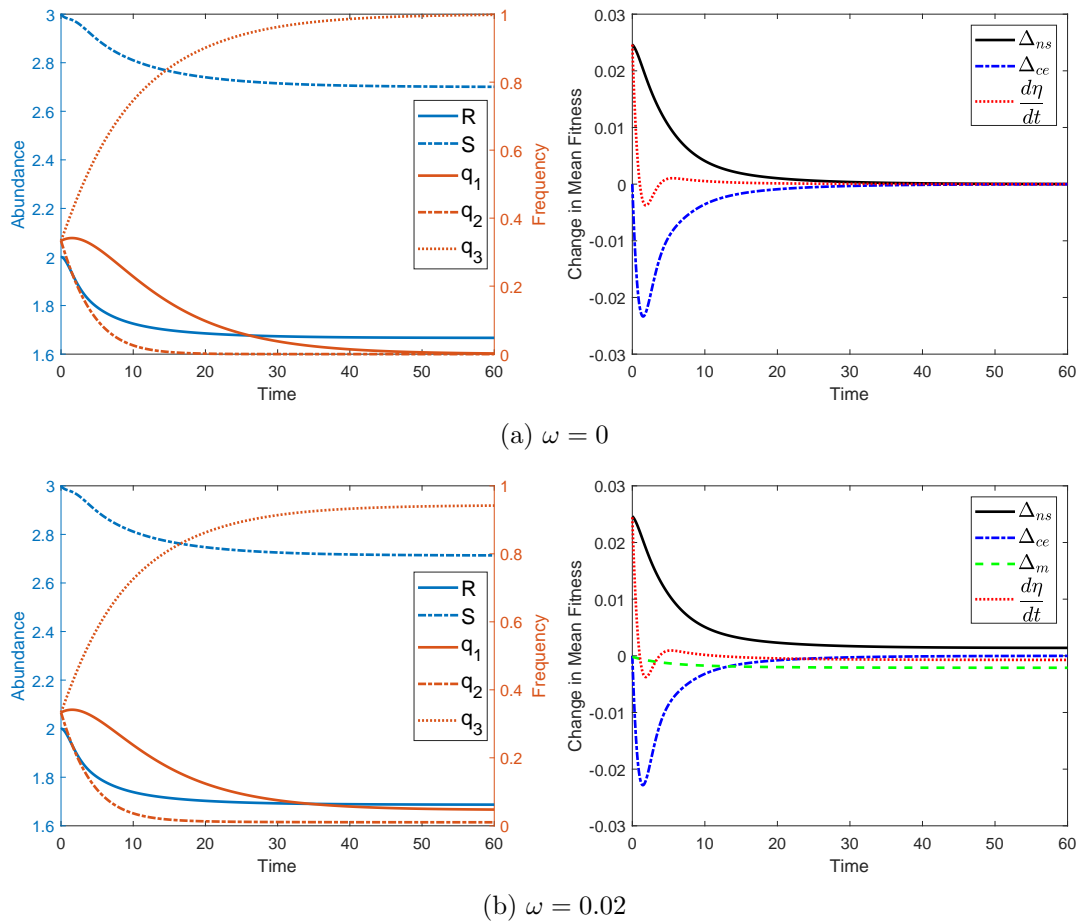 3
2.8
2.6
2.4
2.2
2
1.8
1.6
Abundance
0 10 20 30 40 50 60
Time
1
0.8
0.6
0.4
0.2
0
Frequency
R
S
q1
q2
q3
0.03
0.02
0.01
0
-0.01
-0.02
-0.03
Change in Mean Fitness
0 10 20 30 40 50 60
Time
Δns
Δce
dη
dt
(a) ω = 0
3
2.8
2.6
2.4
2.2
2
1.8
1.6
Abundance
0 10 20 30 40 50 60
Time
1
0.8
0.6
0.4
0.2
0
Frequency
R
S
q1
q2
q3
0.03
0.02
0.01
0
-0.01
-0.02
-0.03
Change in Mean Fitness
0 10 20 30 40 50 60
Time
Δns
Δce
Δm
dη
dt
(b) ω = 0.02